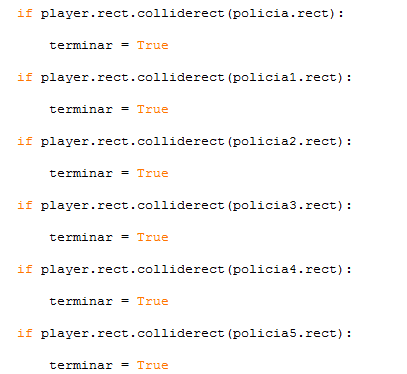 if player.rect.colliderect(policia.rect):
    terminar = True
if player.rect.colliderect(policia1.rect):
    terminar = True
if player.rect.colliderect(policia2.rect):
    terminar = True
if player.rect.colliderect(policia3.rect):
    terminar = True
if player.rect.colliderect(policia4.rect):
    terminar = True
if player.rect.colliderect(policia5.rect):
    terminar = True